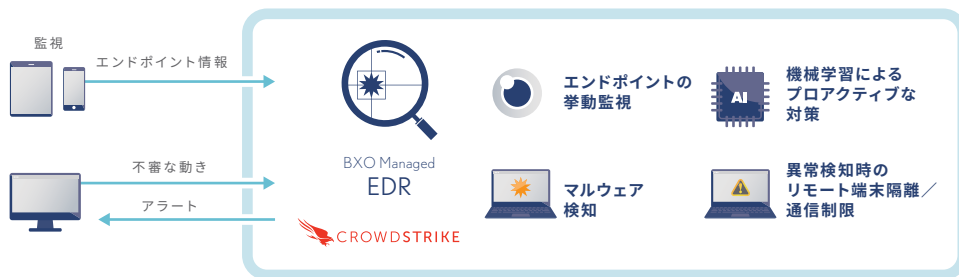 監視
エンドポイント情報
不審な動き
アラート
BXO Managed
EDR
CROWDSTRIKE
エンドポイントの
挙動監視
AI
機械学習による
プロアクティブな
対策
マルウェア
検知
異常検知時の
リモート端末隔離／
通信制限